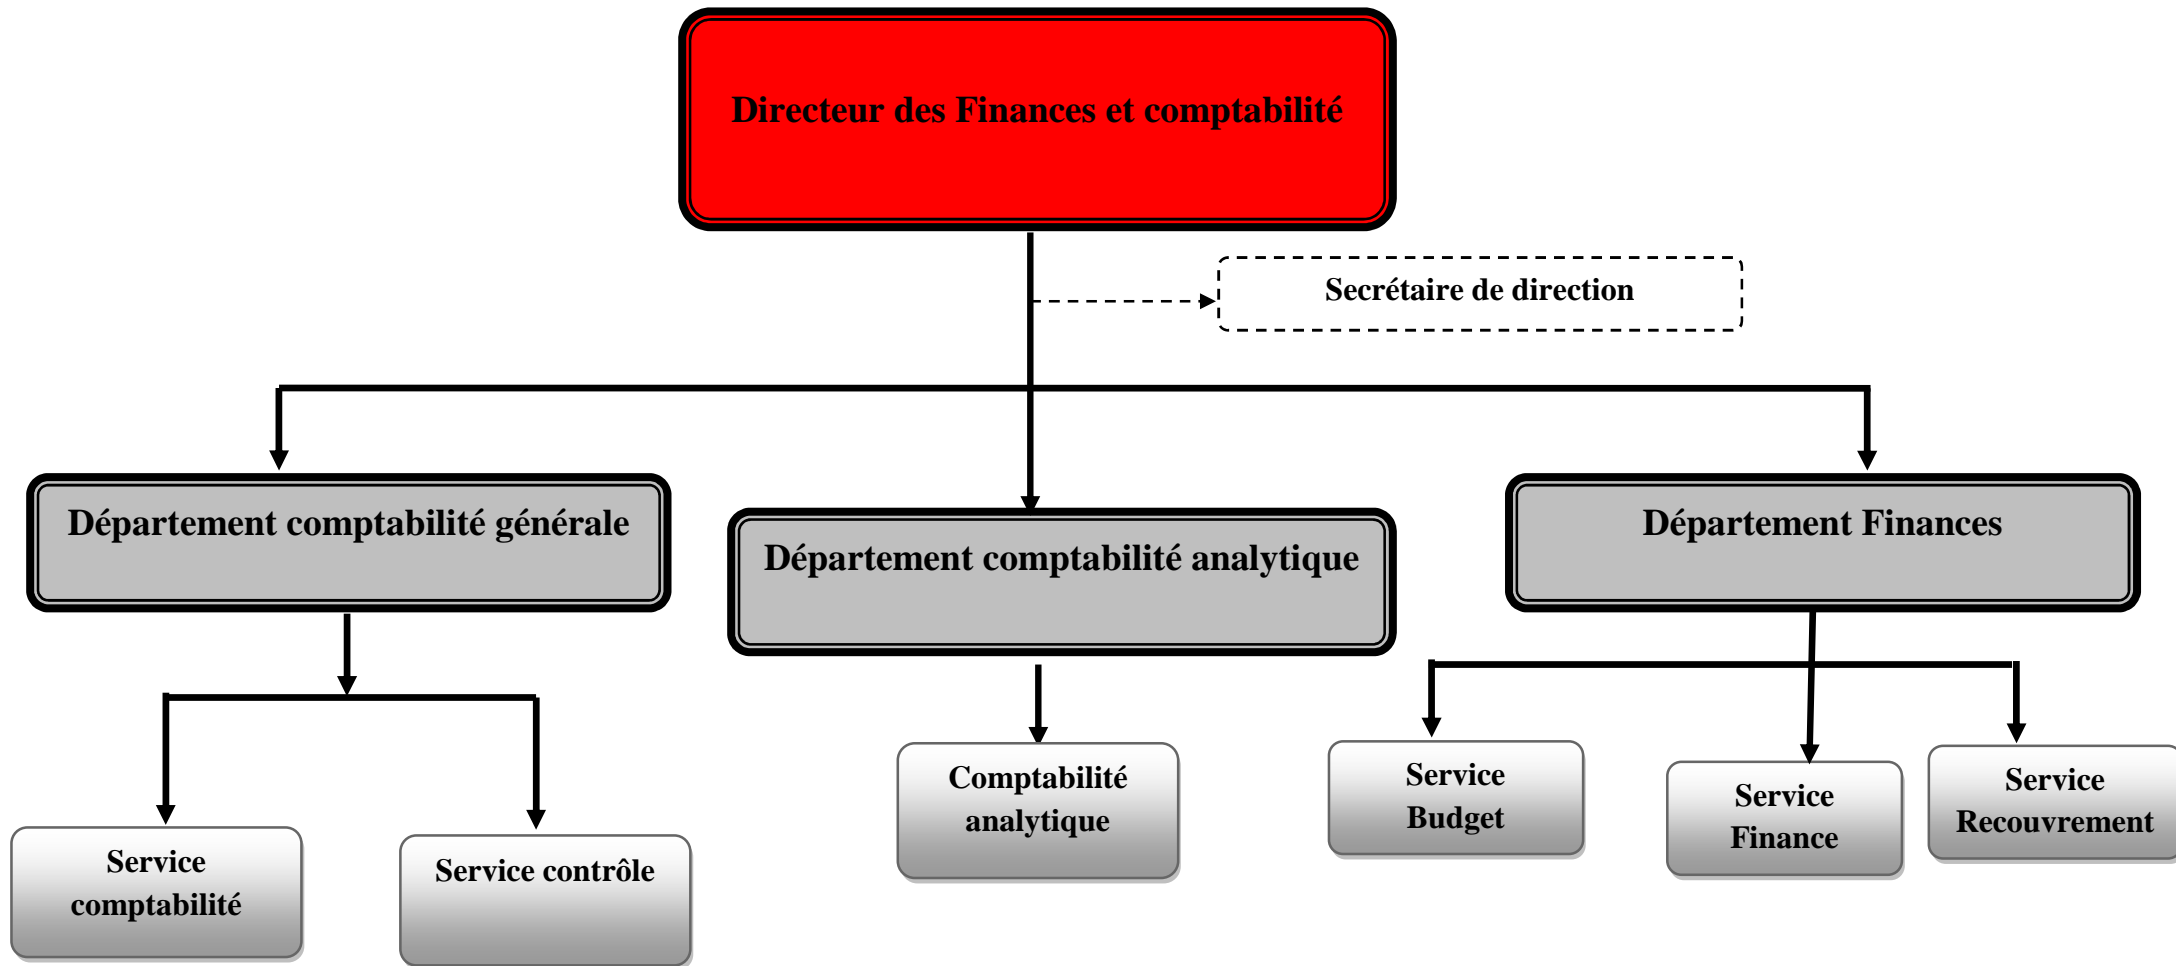 Directeur des Finances et comptabilité
Secrétaire de direction
Département comptabilité générale
Département comptabilité analytique
Département Finances
Service
comptabilité
Service contrôle
Comptabilité
analytique
Service
Budget
Service
Finance
Service
Recouvrement